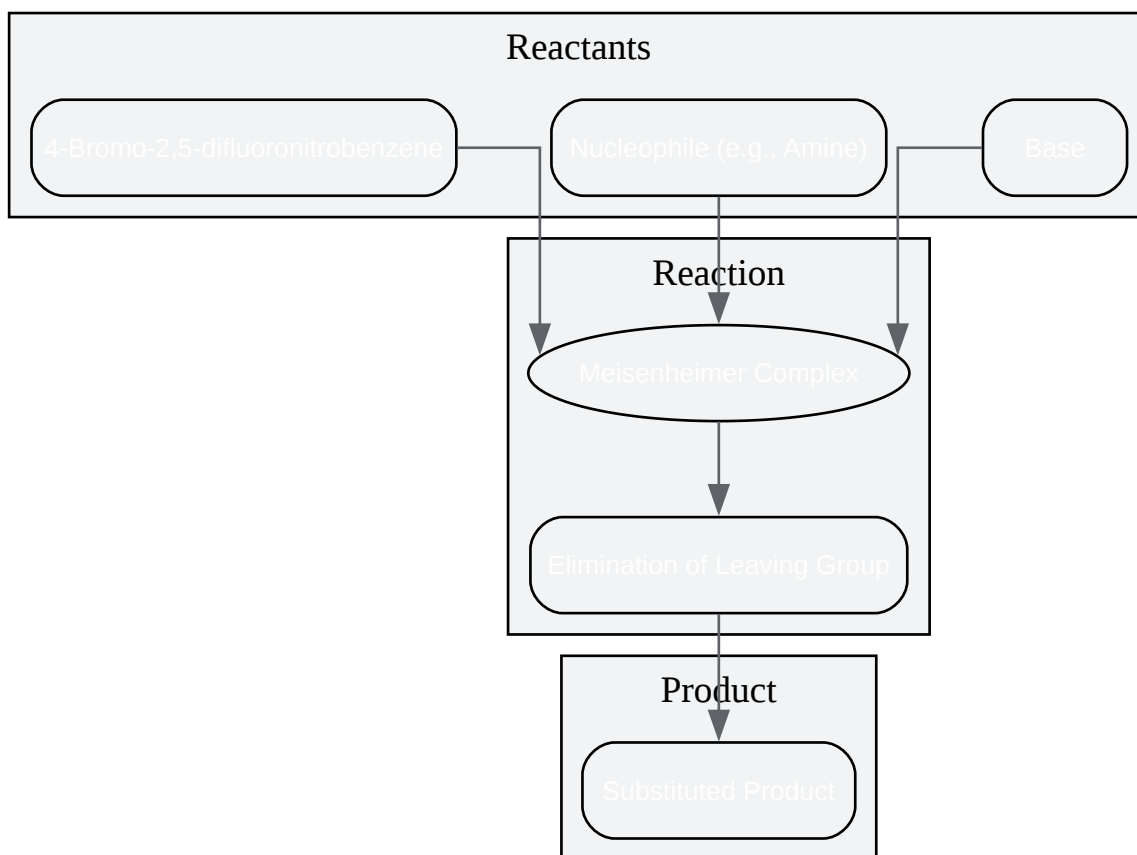 Reactants
4-Bromo-2,5-difluoronitrobenzene
Nucleophile (e.g., Amine)
Base
Reaction
Meisenheimer Complex
Elimination of Leaving Group
Product
Substituted Product